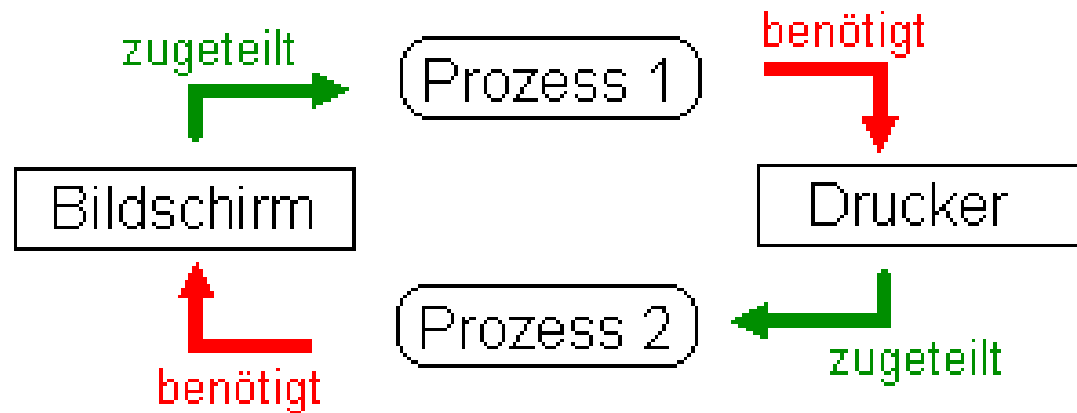 zugeteilt
Prozess 1
benötigt
Bildschirm
Drucker
benötigt
Prozess 2
zugeteilt